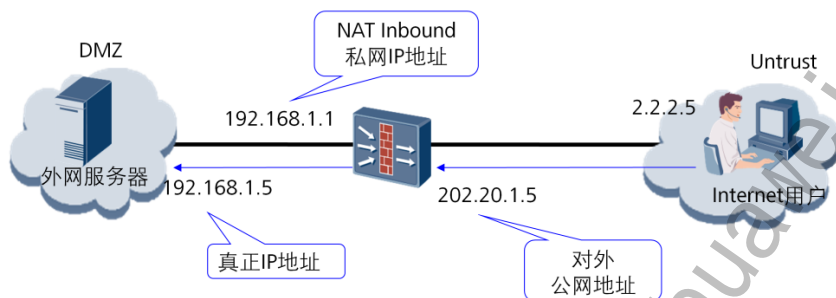 NAT Inbound
私网IP地址
DMZ
Untrust
192.168.1.1
2.2.2.5
外网服务器
192.168.1.5
202.20.1.5
Internet用户
真正IP地址
对外
公网地址
huawei